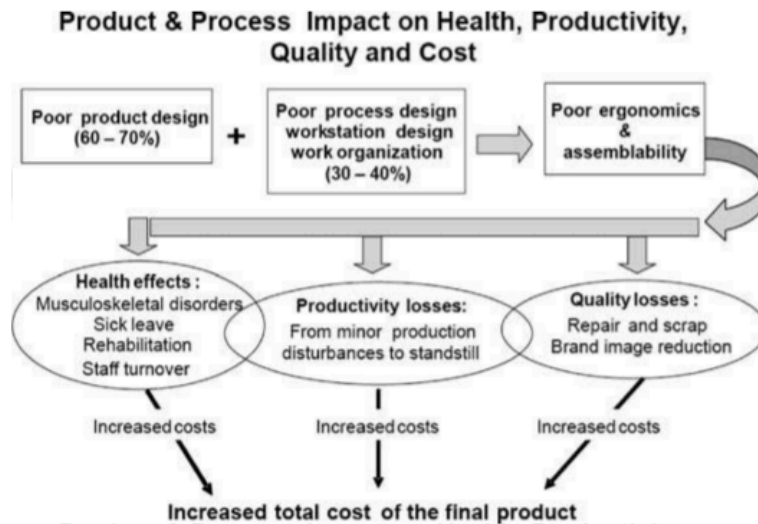 Product & Process Impact on Health, Productivity,
Quality and Cost
Poor product design
(60 – 70%)
+
Poor process design
workstation design
work organization
(30 – 40%)
Poor ergonomics
&
assemblability
Health effects :
Musculoskeletal disorders
Sick leave
Rehabilitation
Staff turnover
Productivity losses:
From minor production
disturbances to standstill
Quality losses :
Repair and scrap
Brand image reduction
Increased costs
Increased costs
Increased costs
Increased total cost of the final product